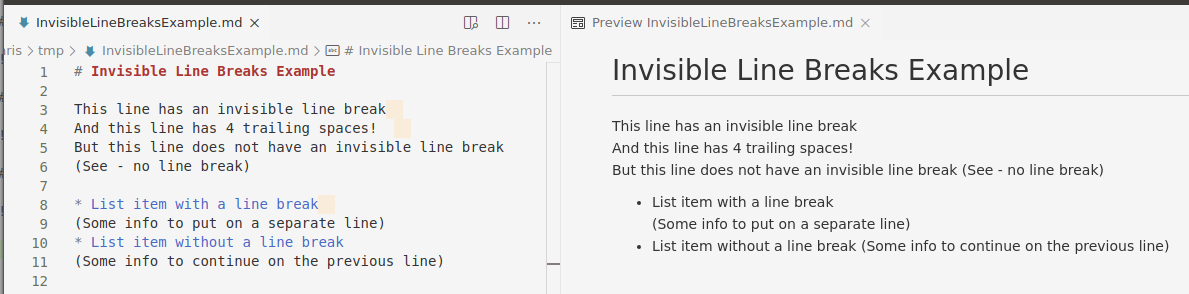 InvisibleLineBreaksExample.md
ris > tmp > InvisibleLineBreaksExample.md > # Invisible Line Breaks Example
1 # Invisible Line Breaks Example
2
3 This line has an invisible line break
4 And this line has 4 trailing spaces!
5 But this line does not have an invisible line break
6 (See - no line break)
7
8 * List item with a line break
9 (Some info to put on a separate line)
10 * List item without a line break
11 (Some info to continue on the previous line)
12
Preview InvisibleLineBreaksExample.md
Invisible Line Breaks Example
This line has an invisible line break
And this line has 4 trailing spaces!
But this line does not have an invisible line break (See - no line break)
• List item with a line break
(Some info to put on a separate line)
• List item without a line break (Some info to continue on the previous line)